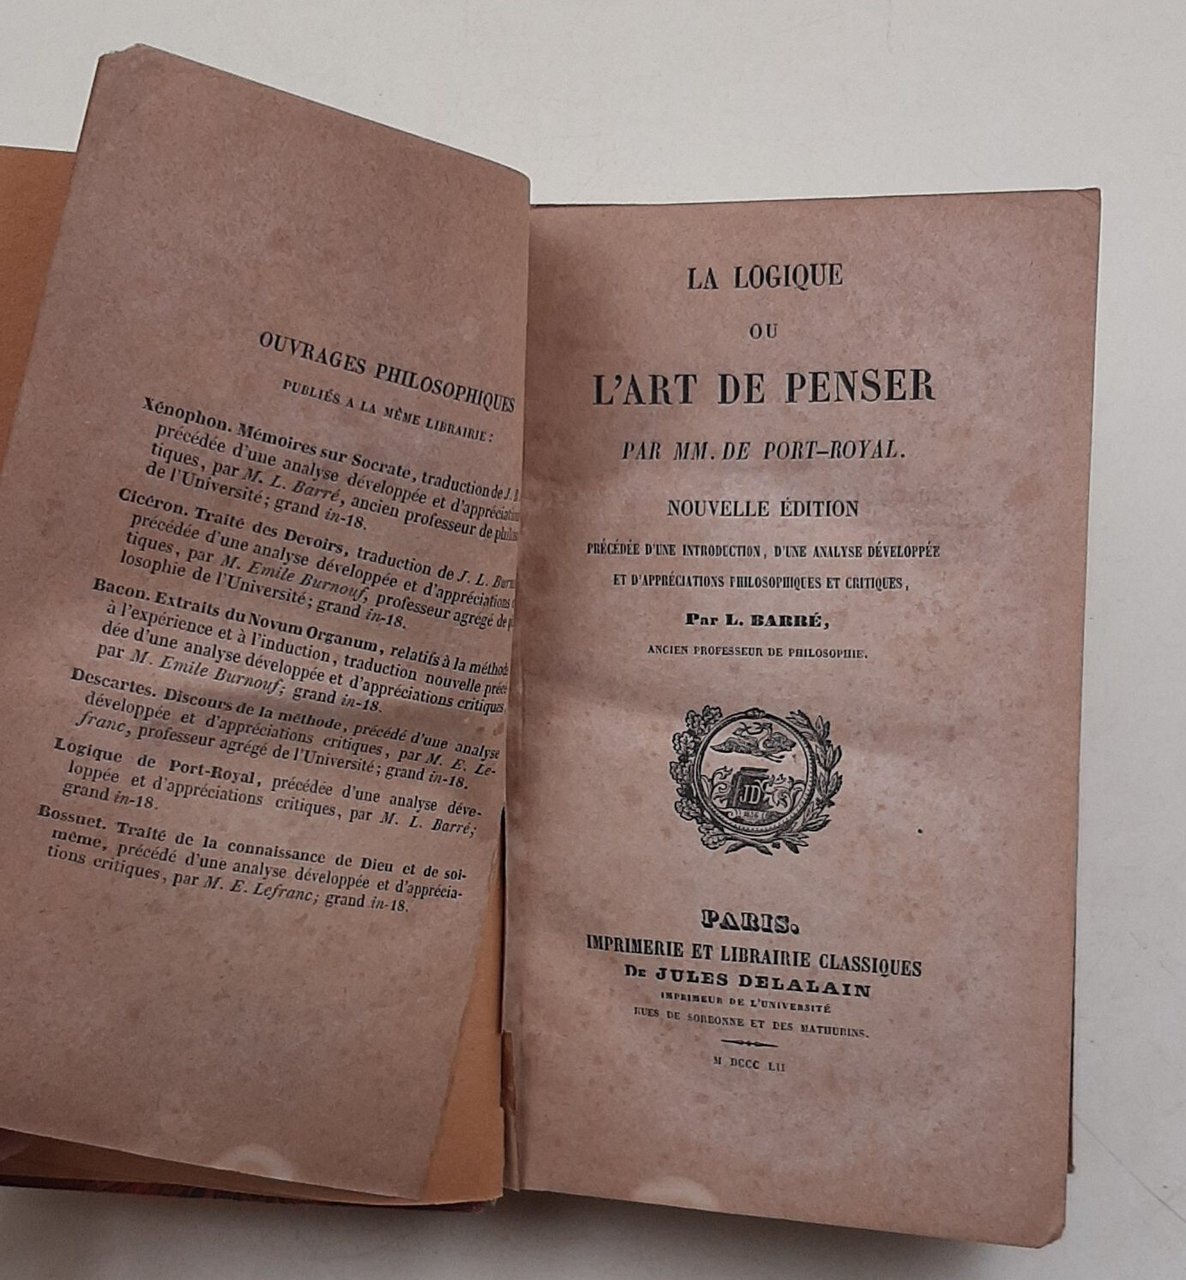 OUVRAGES PHILOSOPHIQUES
PUBLIÉS A LA MÊME LIBRAIRIE:
Xénophon. Mémoires sur Socrate, traduction de J. B.
précédée d'une analyse développée et d'appréciation
tiques, par M. L. Barré, ancien professeur de philos
de l'Université; grand in-18.
Cicéron. Traité des Devoirs, traduction de J. L. Burn
précédée d'une analyse développée et d'appréciations c
tiques, par M. Emile Burnouf, professeur agrégé de p
losophie de l'Université; grand in-18.
Bacon. Extraits du Novum Organum, relatifs à la méthode
à l'expérience et à l'induction, traduction nouvelle précé
dée d'une analyse développée et d'appréciations critiques,
par M. Emile Burnouf; grand in-18.
Descartes. Discours de la méthode, précédé d'une analyse
développée et d'appréciations critiques, par M. E. Le-
franc, professeur agrégé de l'Université; grand in-18.
Logique de Port-Royal, précédée d'une analyse déve-
loppée et d'appréciations critiques, par M. L. Barré;
grand in-18.
Bossuet. Traité de la connaissance de Dieu et de soi-
même, précédé d'une analyse développée et d'apprécia-
tions critiques, par M. E. Lefranc; grand in-18.
LA LOGIQUE
OU
L'ART DE PENSER
PAR MM. DE PORT-ROYAL.
NOUVELLE ÉDITION
PRÉCÉDÉE D'UNE INTRODUCTION, D'UNE ANALYSE DÉVELOPPÉE
ET D'APPRÉCIATIONS PHILOSOPHIQUES ET CRITIQUES,
Par L. BARRÉ,
ANCIEN PROFESSEUR DE PHILOSOPHIE.
JD
PARIS.
IMPRIMERIE ET LIBRAIRIE CLASSIQUES
DE JULES DELALAIN
IMPRIMEUR DE L'UNIVERSITÉ
RUES DE SORBONNE ET DES MATHURINS.
M DCCC LII